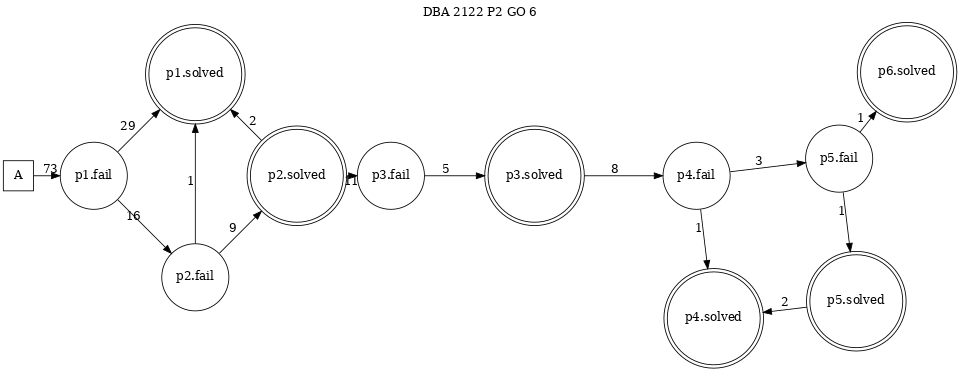 DBA 2122 P2 GO 6
A
73
p1.fail
29
p1.solved
16
p2.fail
1
9
2
p2.solved
11
p3.fail
5
p3.solved
8
p4.fail
3
p5.fail
1
p6.solved
1
1
p4.solved
2
p5.solved